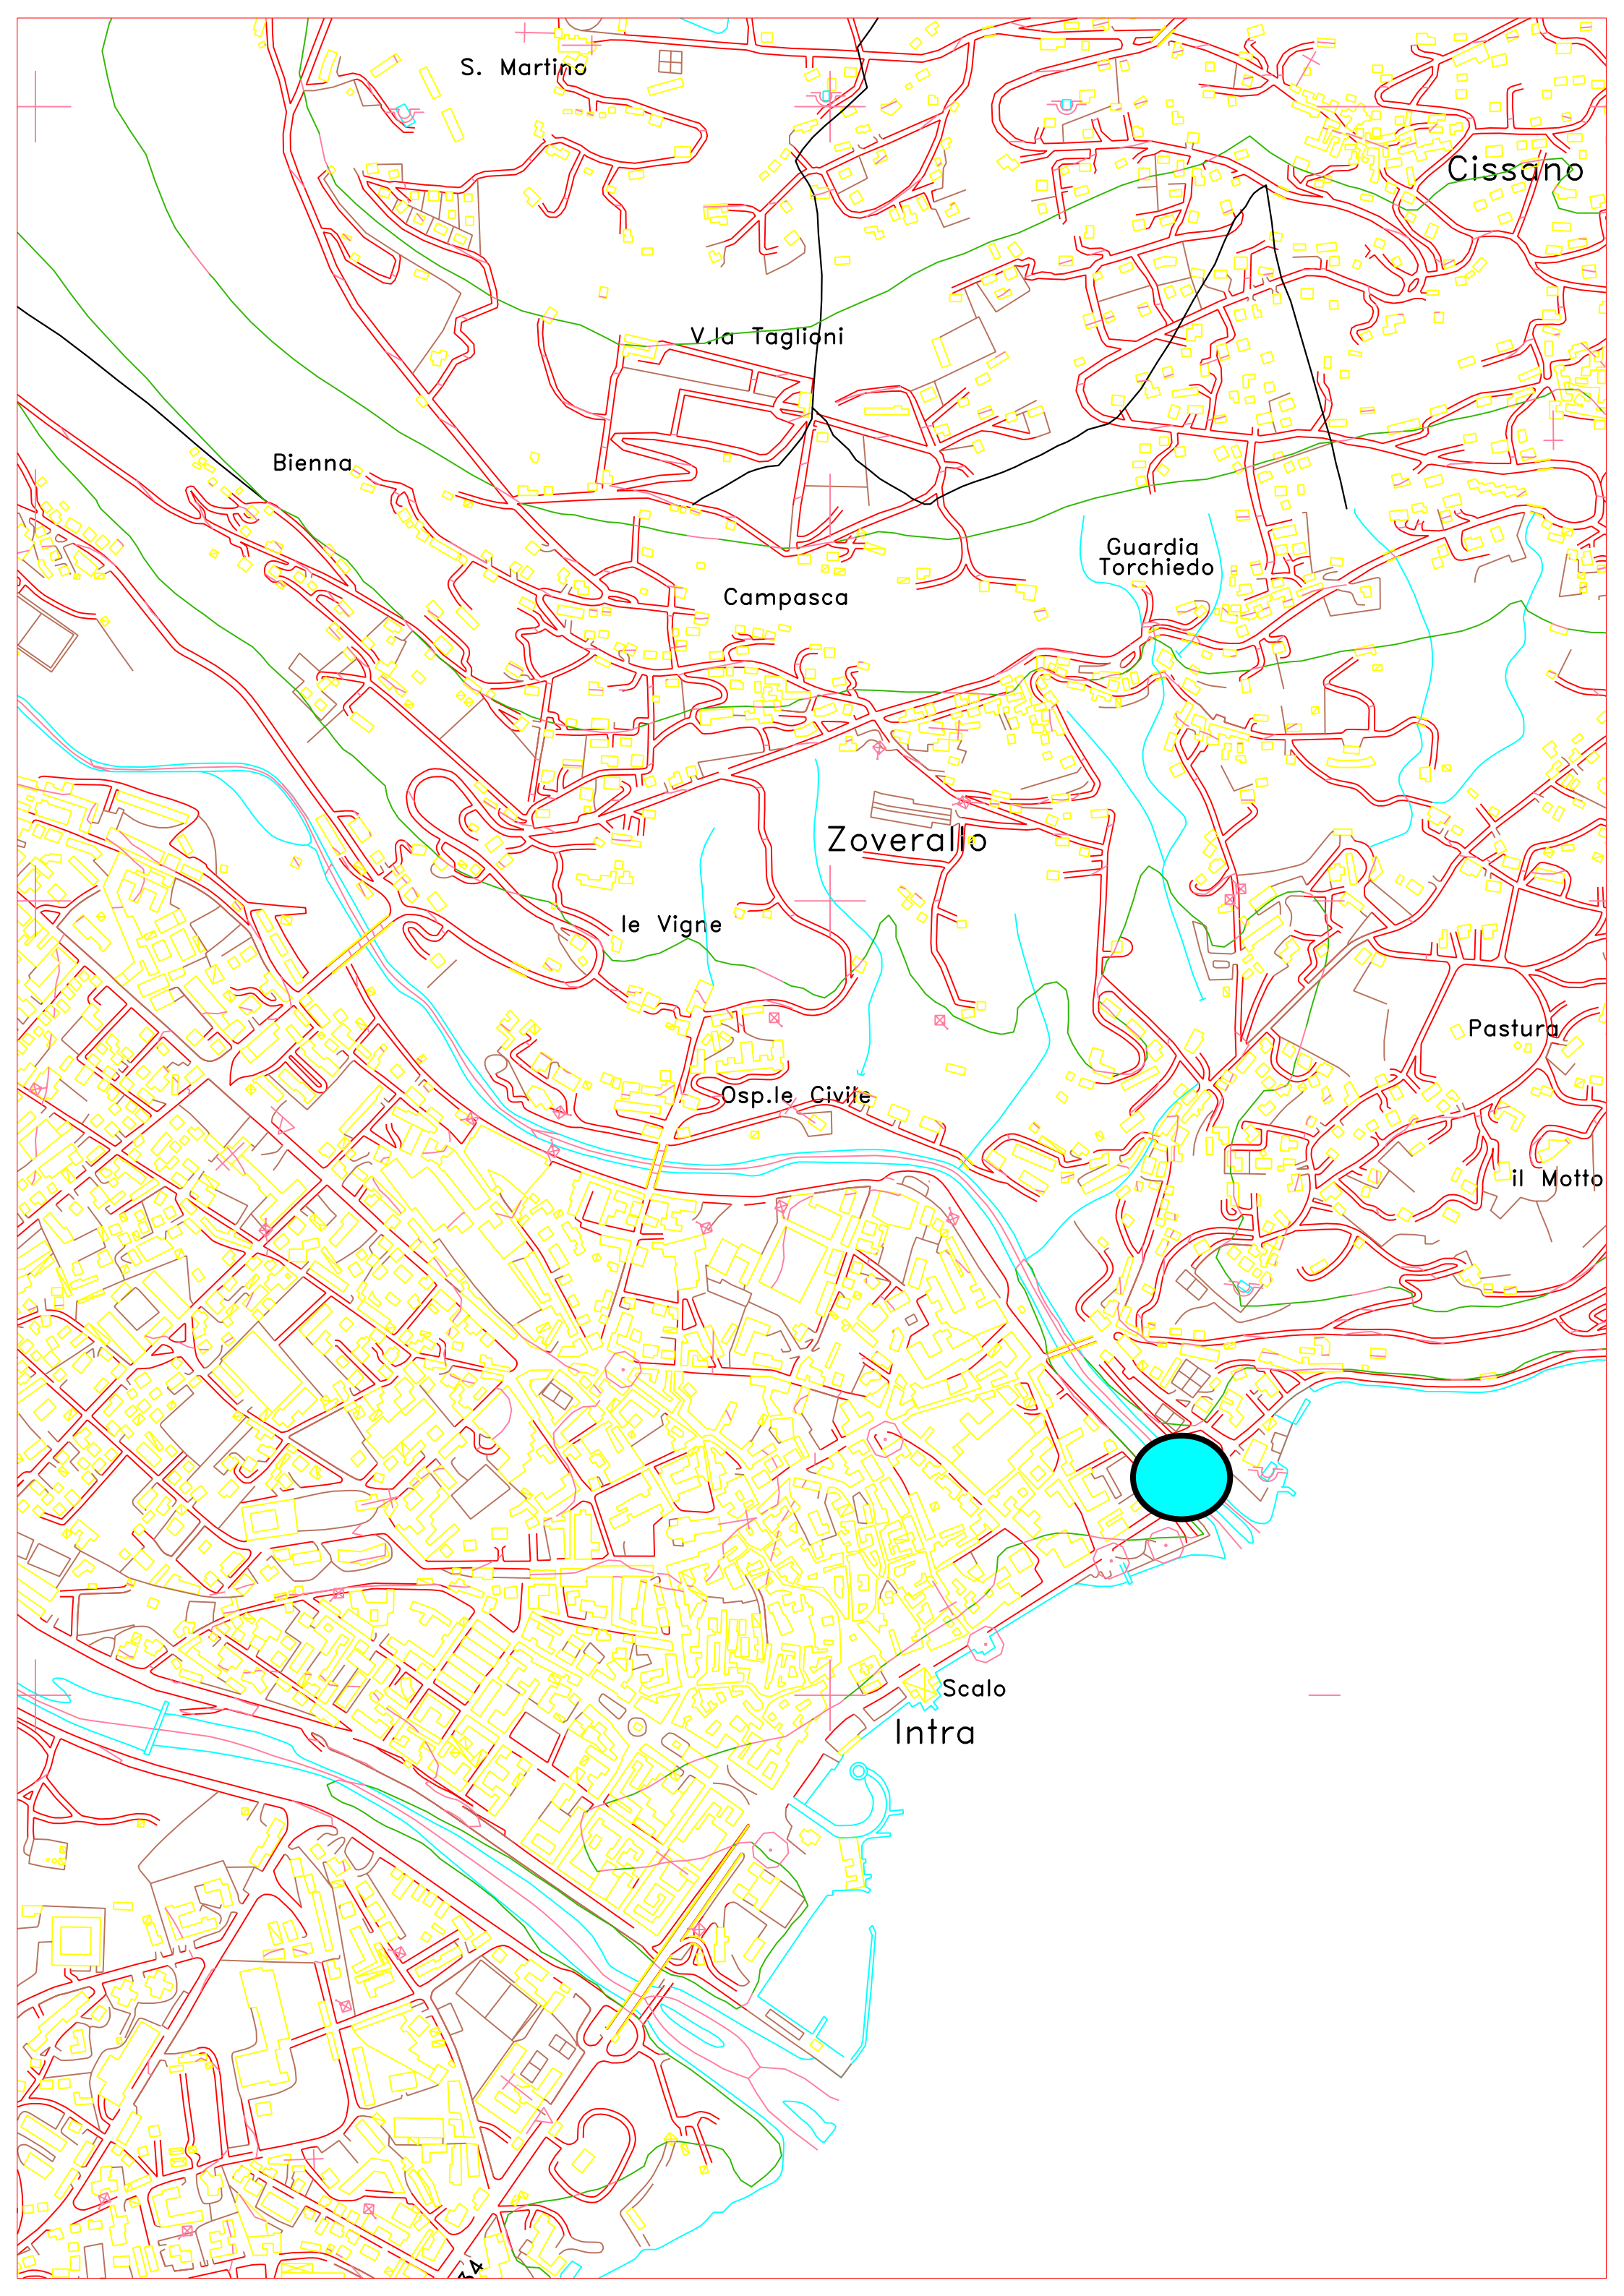 S. Martino
Cissano
V.la Taglioni
Bienna
Guardia
Torchiedo
Campasca
Zoverallo
le Vigne
Pastura
Osp.le Civile
il Motto
Scalo
Intra
34